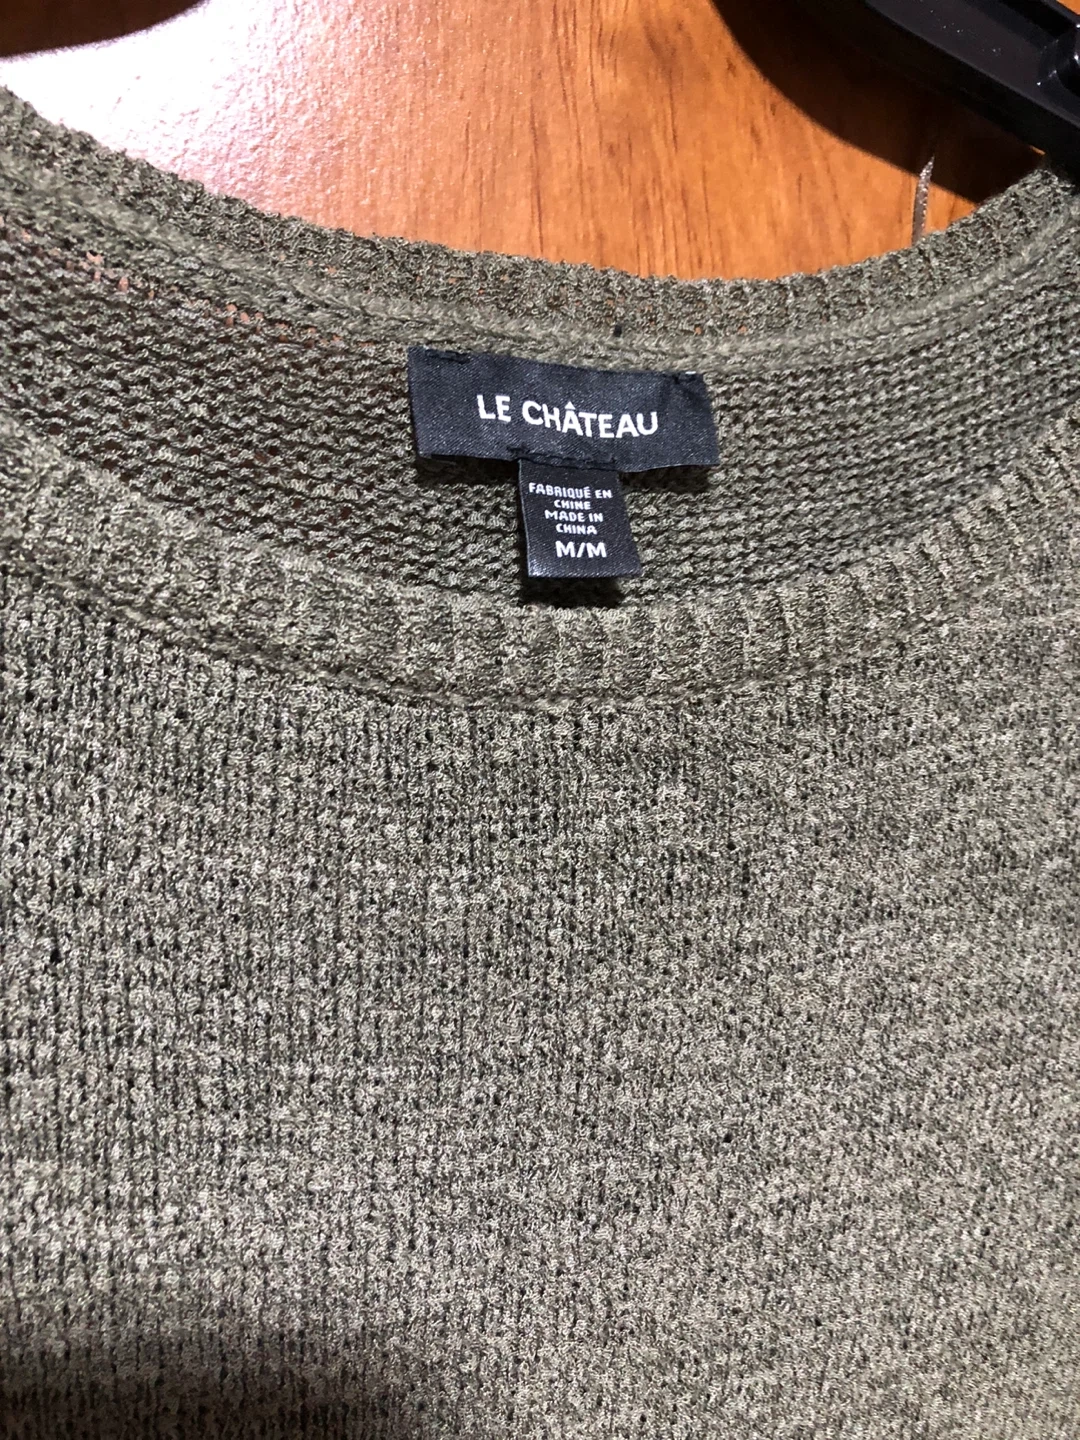 LE CHÂTEAU
FABRIQUÉ EN
CHINE
MADE IN
CHINA
M/M